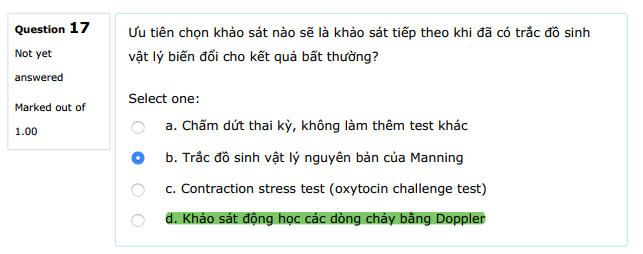 Question 17
Not yet
answered
Marked out of
1.00
Ưu tiên chọn khảo sát nào sẽ là khảo sát tiếp theo khi đã có trắc đồ sinh
vật lý biến đổi cho kết quả bất thường?
Select one:
a. Chấm dứt thai kỳ, không làm thêm test khác
b. Trắc đồ sinh vật lý nguyên bản của Manning
c. Contraction stress test (oxytocin challenge test)
d. Khảo sát động học các dòng chảy bằng Doppler